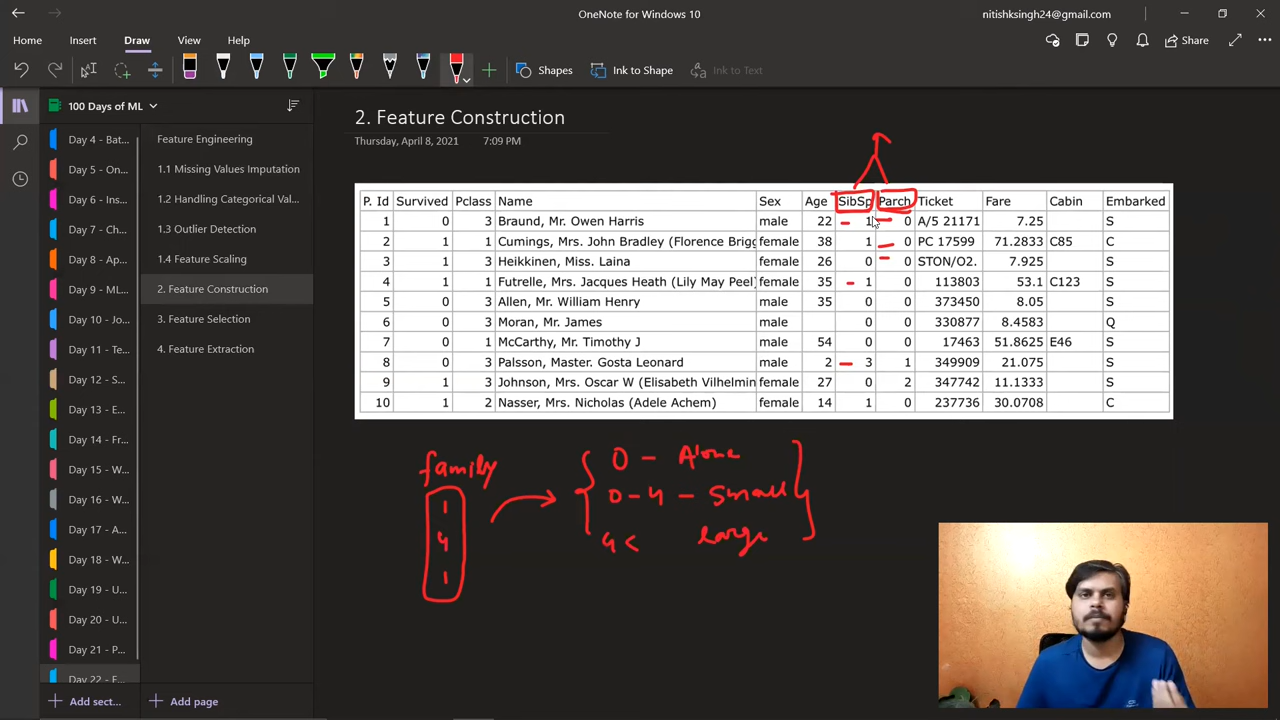 OneNote for Windows 10
nitishksingh24@gmail.com
Home Insert Draw View Help
Share
Shapes Ink to Shape Ink to Text
100 Days of ML
Day 4 - Bat...
Day 5 - On...
Day 6 - Ins...
Day 7 - Che...
Day 8 - Ap...
Day 9 - ML...
Day 10 - Jo...
Day 11 - Te...
Day 12 - S...
Day 13 - E...
Day 14 - Fr...
Day 15 - W...
Day 16 - W...
Day 17 - A...
Day 18 - W...
Day 19 - U...
Day 20 - U...
Day 21 - P...
Day 22 - F...
Add sect...
Feature Engineering
1.1 Missing Values Imputation
1.2 Handling Categorical Val...
1.3 Outlier Detection
1.4 Feature Scaling
2. Feature Construction
3. Feature Selection
4. Feature Extraction
Add page
2. Feature Construction
Thursday, April 8, 2021 7:09 PM
P. Id Survived Pclass Name Sex Age SibSp Parch Ticket Fare Cabin Embarked
1 0 3 Braund, Mr. Owen Harris male 22 1 0 A/5 21171 7.25 S
2 1 1 Cumings, Mrs. John Bradley (Florence Brigg female 38 1 0 PC 17599 71.2833 C85 C
3 1 3 Heikkinen, Miss. Laina female 26 0 0 STON/O2. 7.925 S
4 1 1 Futrelle, Mrs. Jacques Heath (Lily May Peel) female 35 1 0 113803 53.1 C123 S
5 0 3 Allen, Mr. William Henry male 35 0 0 373450 8.05 S
6 0 3 Moran, Mr. James male 0 0 330877 8.4583 Q
7 0 1 McCarthy, Mr. Timothy J male 54 0 0 17463 51.8625 E46 S
8 0 3 Palsson, Master. Gosta Leonard male 2 3 1 349909 21.075 S
9 1 3 Johnson, Mrs. Oscar W (Elisabeth Vilhelmin female 27 0 2 347742 11.1333 S
10 1 2 Nasser, Mrs. Nicholas (Adele Achem) female 14 1 0 237736 30.0708 C
family
1
4
1
0 - Alone
0-4 - Small
4< large